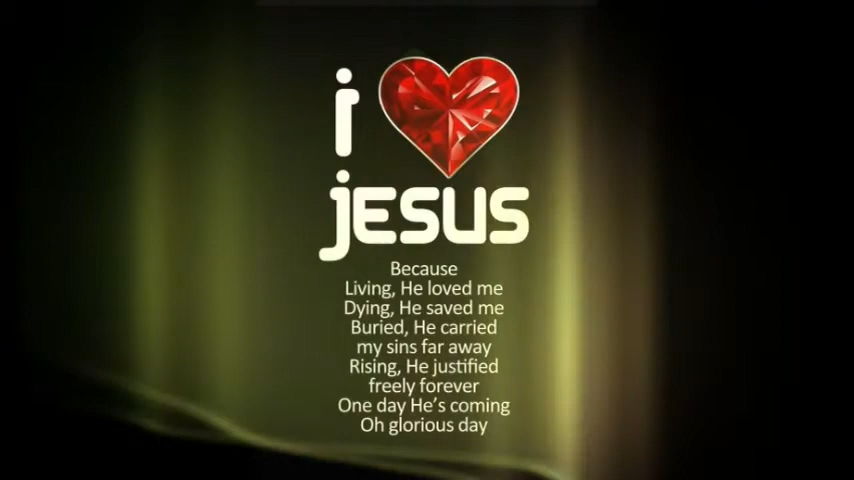 i
jesus
Because
Living, He loved me
Dying, He saved me
Buried, He carried
my sins far away
Rising, He justified
freely forever
One day He's coming
Oh glorious day